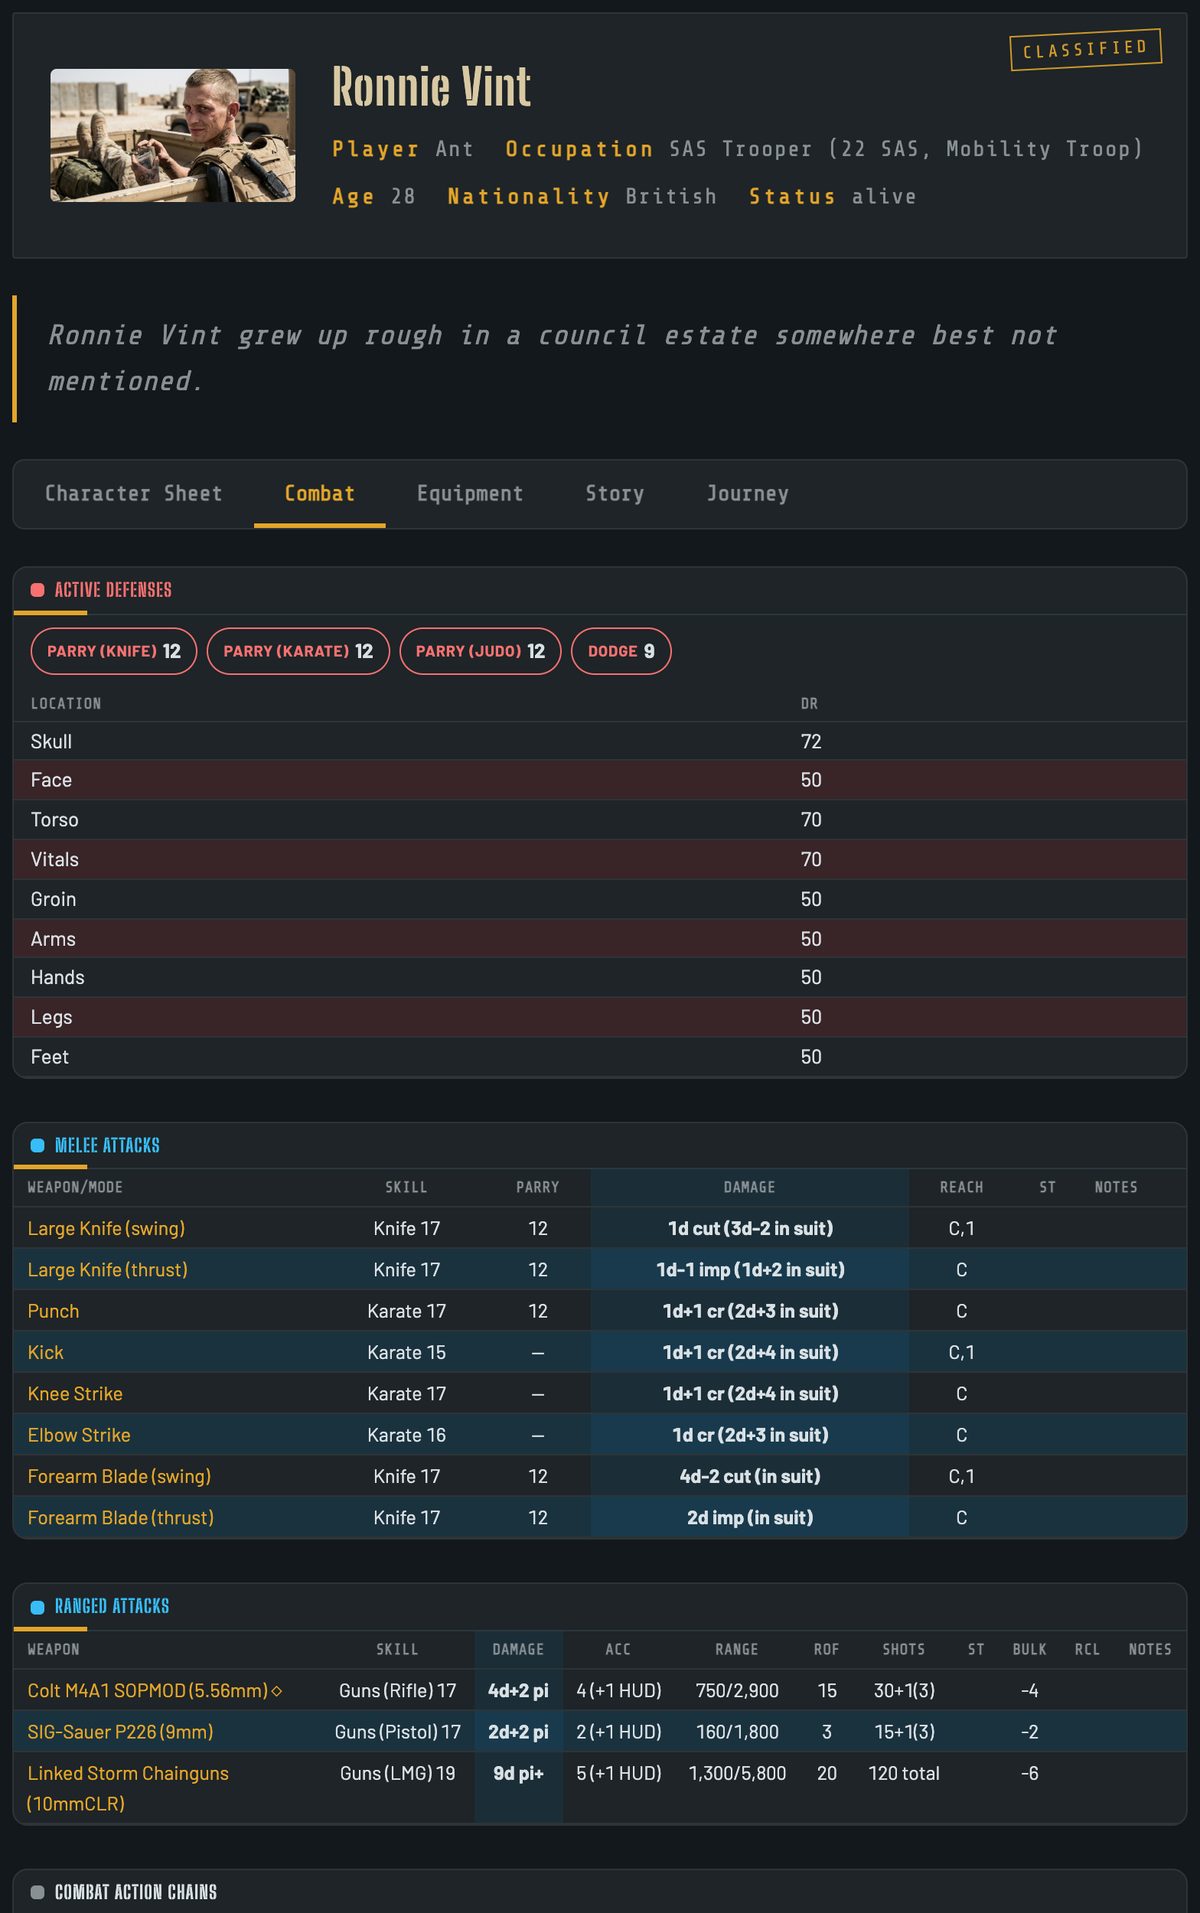 CLASSIFIED
Ronnie Vint
Player Ant Occupation SAS Trooper (22 SAS, Mobility Troop)
Age 28 Nationality British Status alive
Ronnie Vint grew up rough in a council estate somewhere best not
mentioned.
Character Sheet Combat Equipment Story Journey
ACTIVE DEFENSES
PARRY (KNIFE) 12 PARRY (KARATE) 12 PARRY (JUDO) 12 DODGE 9
LOCATION DR
Skull 72
Face 50
Torso 70
Vitals 70
Groin 50
Arms 50
Hands 50
Legs 50
Feet 50
MELEE ATTACKS
WEAPON/MODE SKILL PARRY DAMAGE REACH ST NOTES
Large Knife (swing) Knife 17 12 1d cut (3d-2 in suit) C,1
Large Knife (thrust) Knife 17 12 1d-1 imp (1d+2 in suit) C
Punch Karate 17 12 1d+1 cr (2d+3 in suit) C
Kick Karate 15 — 1d+1 cr (2d+4 in suit) C,1
Knee Strike Karate 17 — 1d+1 cr (2d+4 in suit) C
Elbow Strike Karate 16 — 1d cr (2d+3 in suit) C
Forearm Blade (swing) Knife 17 12 4d-2 cut (in suit) C,1
Forearm Blade (thrust) Knife 17 12 2d imp (in suit) C
RANGED ATTACKS
WEAPON SKILL DAMAGE ACC RANGE ROF SHOTS ST BULK RCL NOTES
Colt M4A1 SOPMOD (5.56mm) ◇ Guns (Rifle) 17 4d+2 pi 4 (+1 HUD) 750/2,900 15 30+1(3) -4
SIG-Sauer P226 (9mm) Guns (Pistol) 17 2d+2 pi 2 (+1 HUD) 160/1,800 3 15+1(3) -2
Linked Storm Chainguns Guns (LMG) 19 9d pi+ 5 (+1 HUD) 1,300/5,800 20 120 total -6
(10mmCLR)
COMBAT ACTION CHAINS